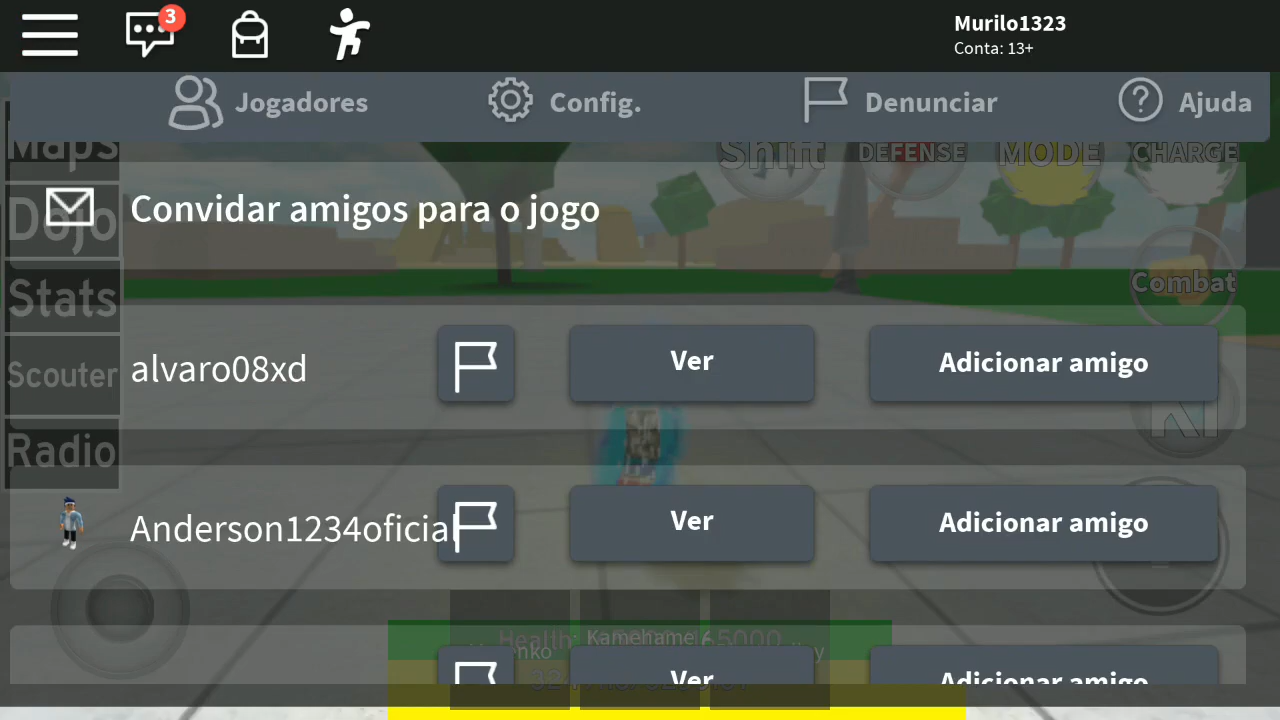 3
Murilo1323
Conta: 13+
Jogadores
Config.
Denunciar
Ajuda
Maps
Shift
DEFENSE
MODE
CHARGE
Convidar amigos para o jogo
Dojo
Stats
Combat
alvaro08xd
Ver
Adicionar amigo
Scouter
KI
Radio
Anderson1234oficial
Ver
Adicionar amigo
Health:
Kamehame
Ver
Adicionar amigo